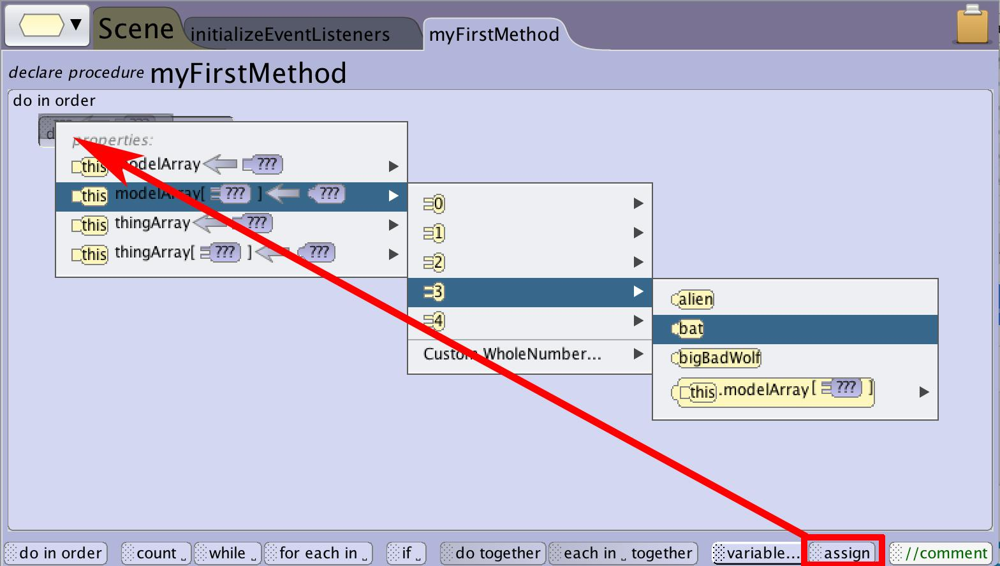 Scene initializeEventListeners myFirstMethod
declare procedure myFirstMethod
do in order
properties:
this modelArray ???
this modelArray[ ??? ] ???
this thingArray ???
this thingArray[ ??? ] ???
0
1
2
3
4
Custom WholeNumber...
alien
bat
bigBadWolf
this.modelArray[ ??? ]
do in order count ␣ while ␣ for each in ␣ if ␣ do together each in ␣ together variable... assign //comment